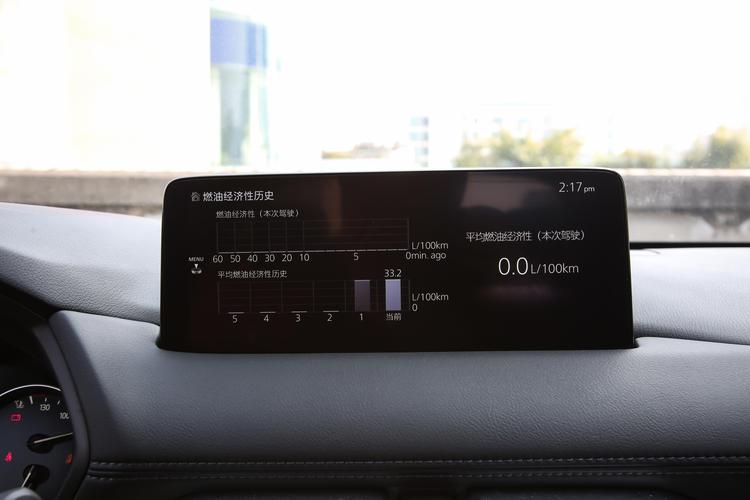 燃油经济性历史
2:17pm
燃油经济性（本次驾驶）
L/100km
60 50 40 30 20 10 5 0min. ago
平均燃油经济性（本次驾驶）
0.0L/100km
MENU
平均燃油经济性历史
33.2
L/100km
0
5 4 3 2 1 当前
130
100